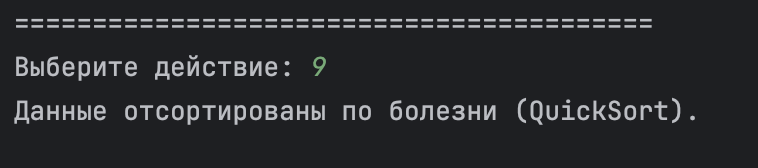 =========================================
Выберите действие: 9
Данные отсортированы по болезни (QuickSort).